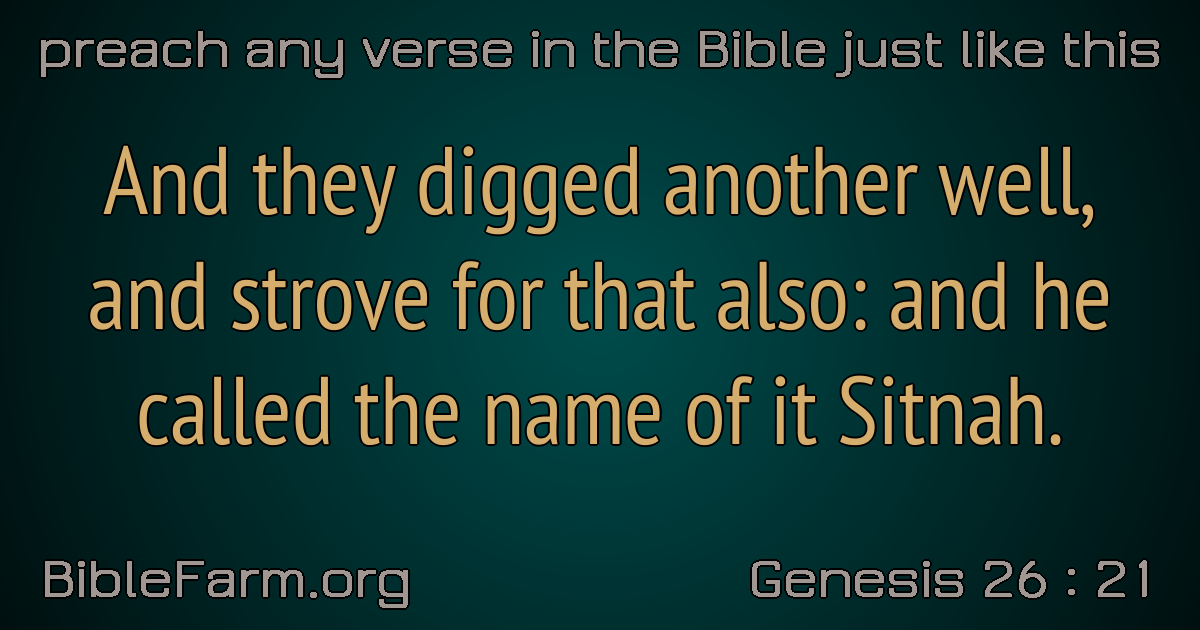 preach any verse in the Bible just like this
And they digged another well,
and strove for that also: and he
called the name of it Sitnah.
BibleFarm.org
Genesis 26 : 21